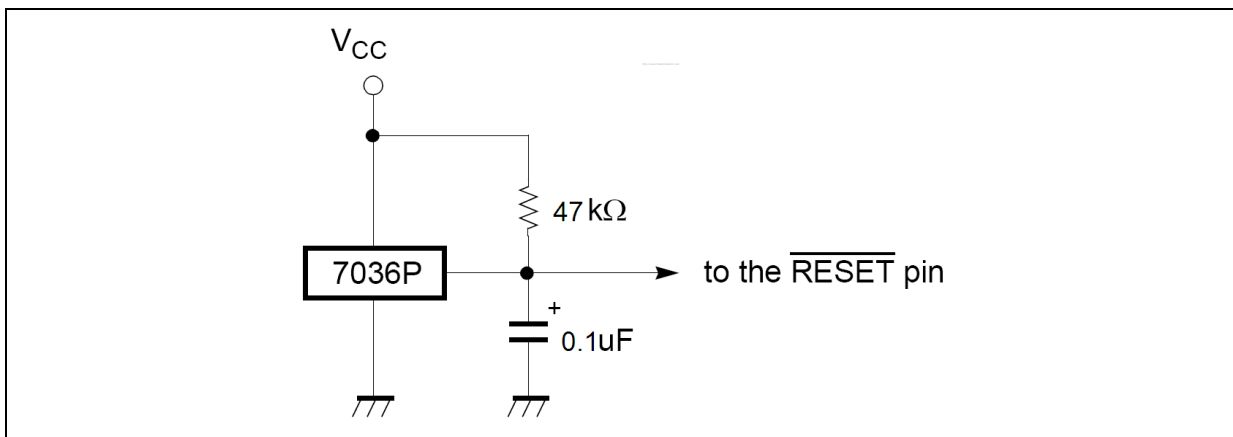 VCC
47 kΩ
7036P
to the RESET pin
+
0.1uF